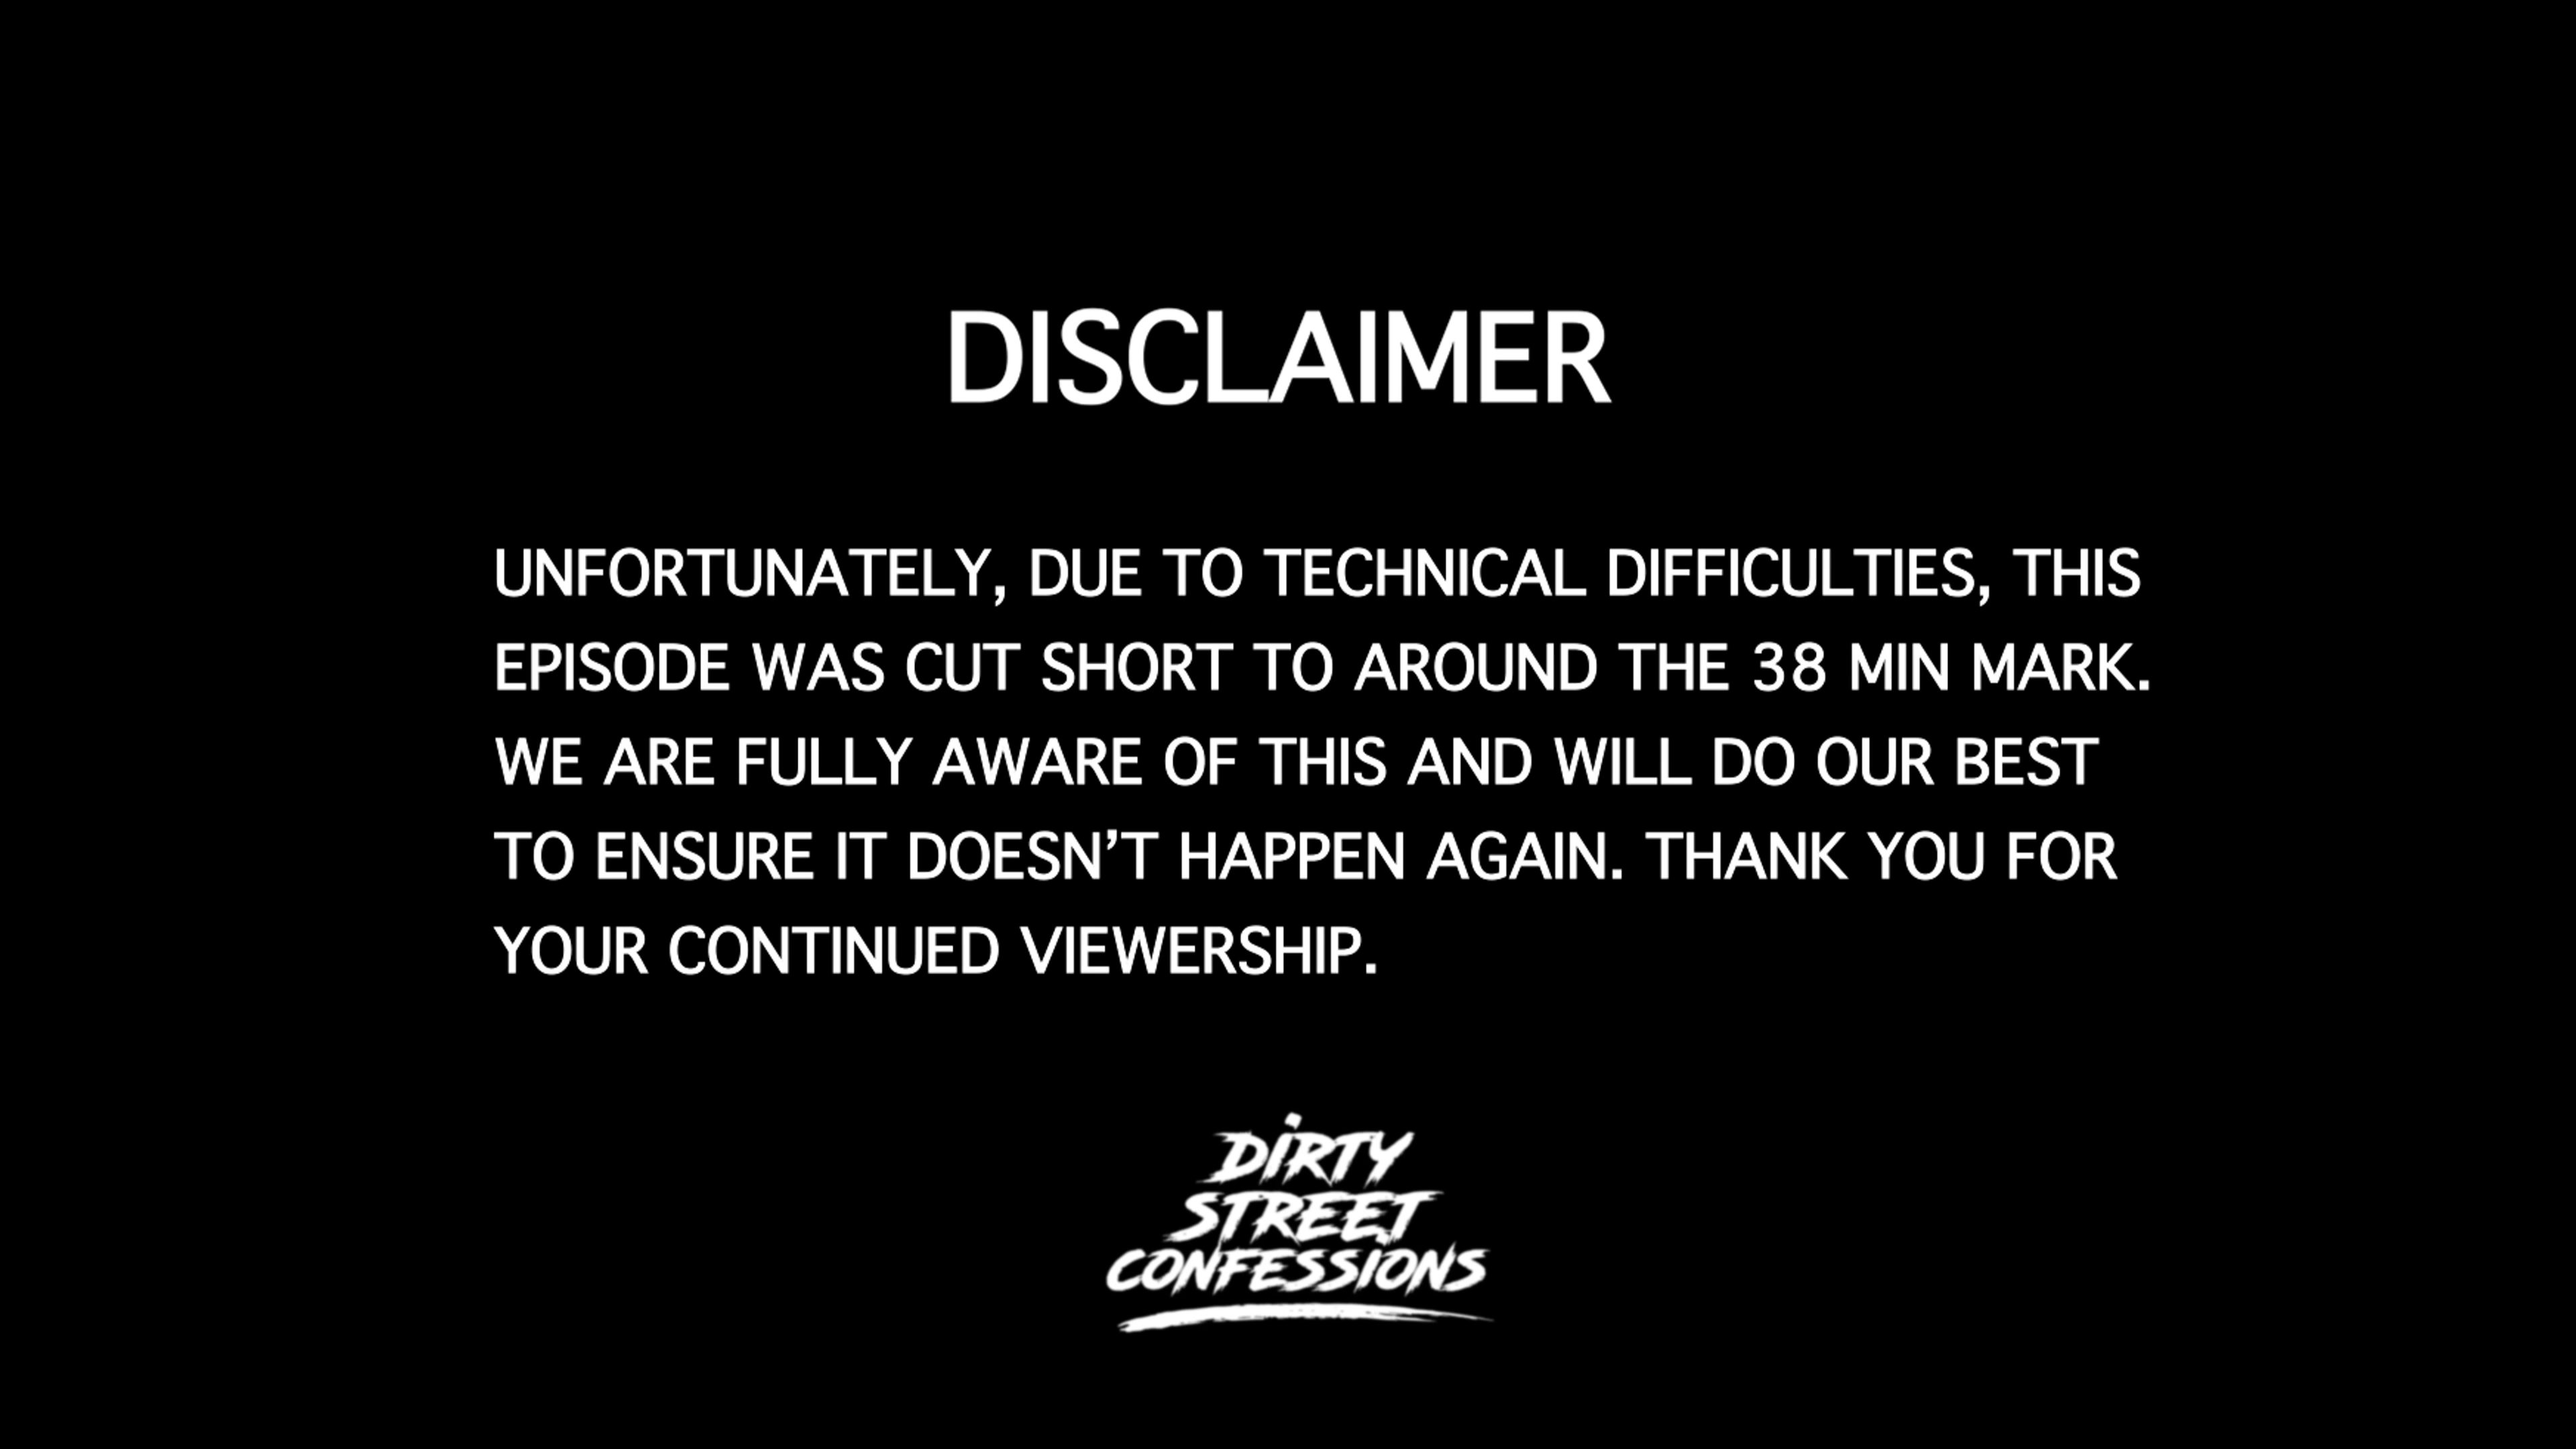 DISCLAIMER
UNFORTUNATELY, DUE TO TECHNICAL DIFFICULTIES, THIS
EPISODE WAS CUT SHORT TO AROUND THE 38 MIN MARK.
WE ARE FULLY AWARE OF THIS AND WILL DO OUR BEST
TO ENSURE IT DOESN’T HAPPEN AGAIN. THANK YOU FOR
YOUR CONTINUED VIEWERSHIP.
DiRTY
STREET
CONFESSIONS